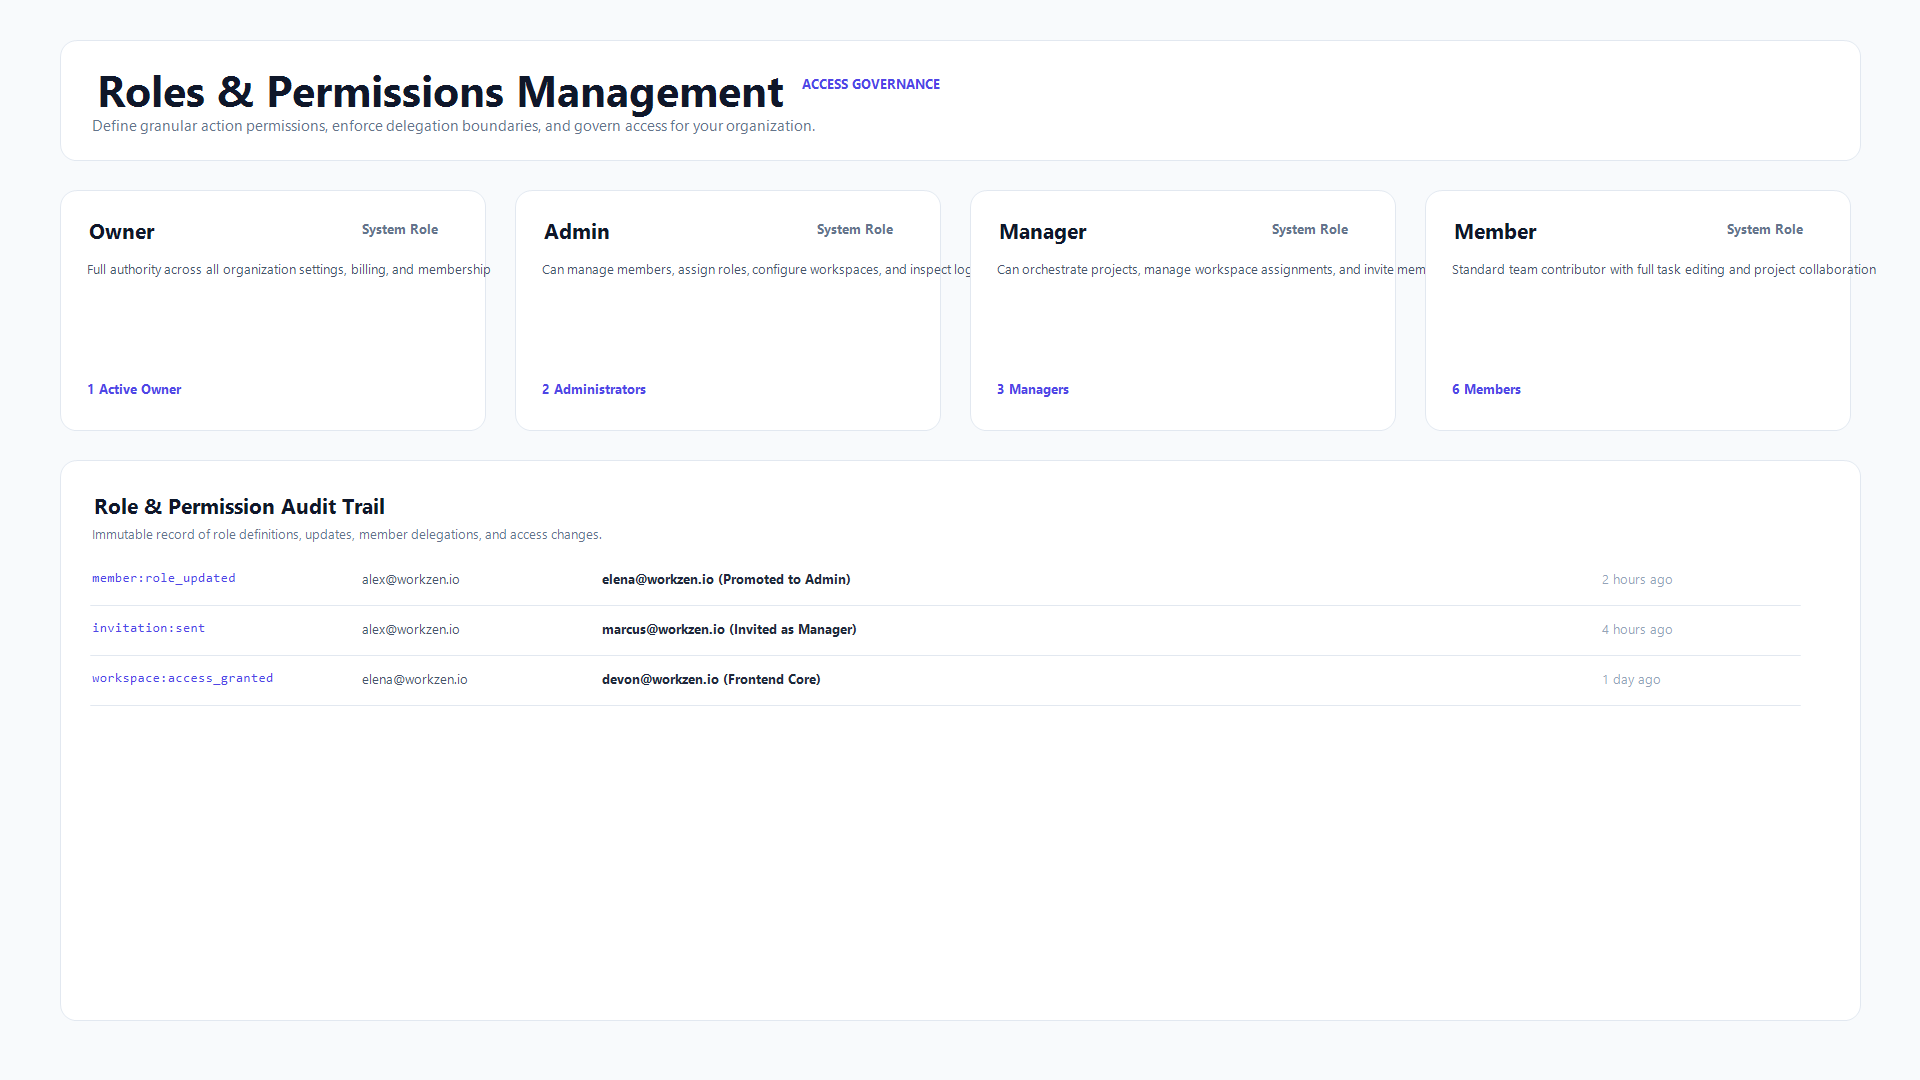 Roles & Permissions Management ACCESS GOVERNANCE
Define granular action permissions, enforce delegation boundaries, and govern access for your organization.
Owner System Role
Full authority across all organization settings, billing, and membership
1 Active Owner
Admin System Role
Can manage members, assign roles, configure workspaces, and inspect
2 Administrators
Manager System Role
Can orchestrate projects, manage workspace assignments, and invite
3 Managers
Member System Role
Standard team contributor with full task editing and project collaboration
6 Members
Role & Permission Audit Trail
Immutable record of role definitions, updates, member delegations, and access changes.
member:role_updated alex@workzen.io elena@workzen.io (Promoted to Admin) 2 hours ago
invitation:sent alex@workzen.io marcus@workzen.io (Invited as Manager) 4 hours ago
workspace:access_granted elena@workzen.io devon@workzen.io (Frontend Core) 1 day ago